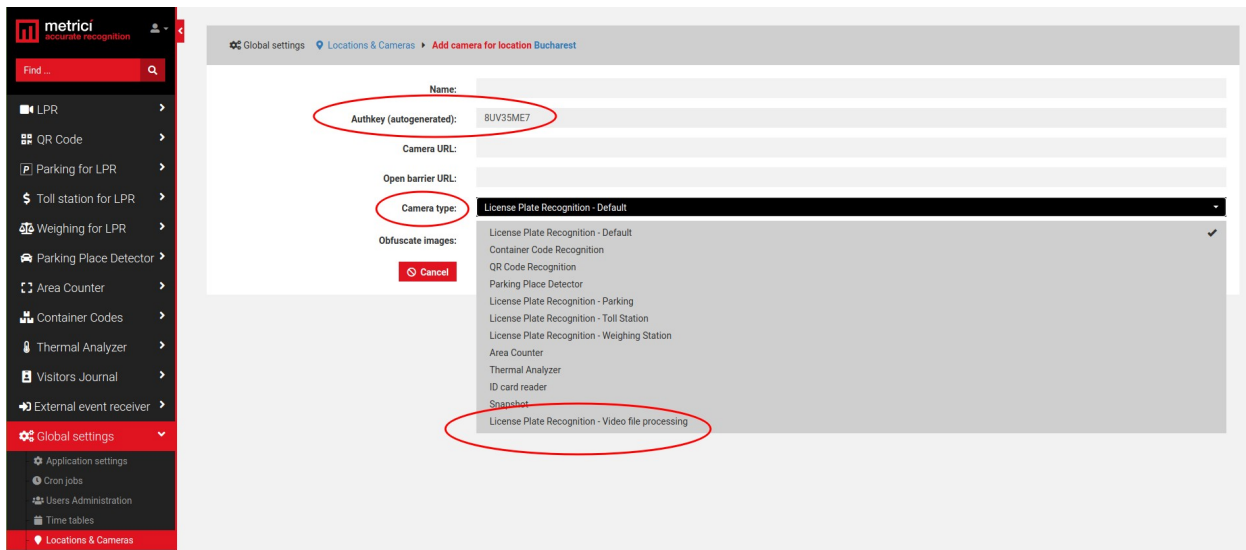 metrici
accurate recognition
Find ...
LPR
QR Code
Parking for LPR
Toll station for LPR
Weighing for LPR
Parking Place Detector
Area Counter
Container Codes
Thermal Analyzer
Visitors Journal
External event receiver
Global settings
Application settings
Cron jobs
Users Administration
Time tables
Locations & Cameras
Global settings Locations & Cameras Add camera for location Bucharest
Name:
Authkey (autogenerated): 8UV35ME7
Camera URL:
Open barrier URL:
Camera type: License Plate Recognition - Default
Obfuscate images:
Cancel
License Plate Recognition - Default
Container Code Recognition
QR Code Recognition
Parking Place Detector
License Plate Recognition - Parking
License Plate Recognition - Toll Station
License Plate Recognition - Weighing Station
Area Counter
Thermal Analyzer
ID card reader
Snapshot
License Plate Recognition - Video file processing